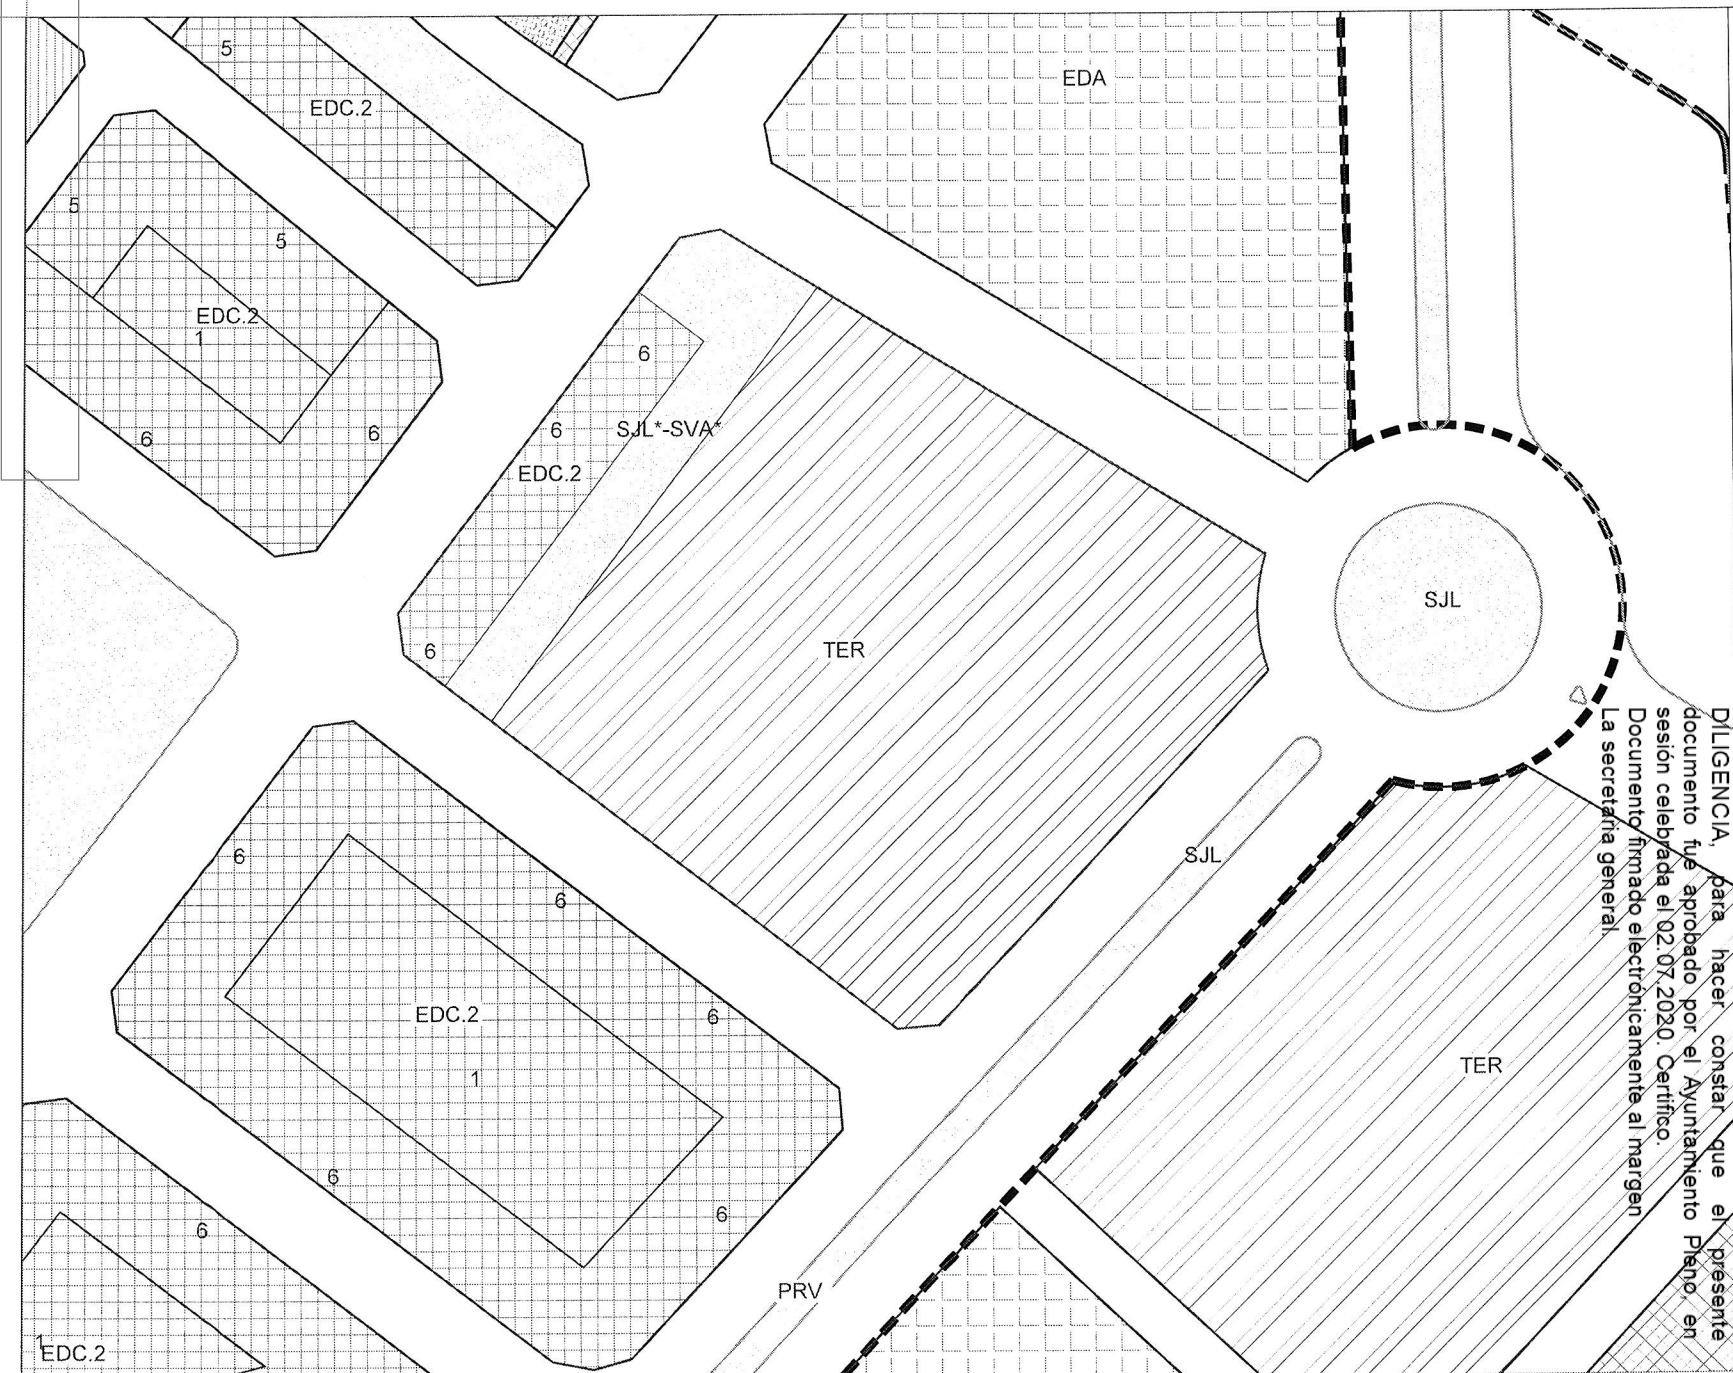 5
EDC.2
EDA
5
5
EDC.2
1
6
6
6
6
SJL*-SVA*
EDC.2
6
TER
SJL
6
6
EDC.2
1
6
6
6
SJL
PRV
TER
6
1
EDC.2
DILIGENCIA, para hacer constar que el presente
documento fue aprobado por el Ayuntamiento Pleno, en
sesión celebrada el 02.07.2020. Certifico.
Documento firmado electrónicamente al margen
La secretaria general.